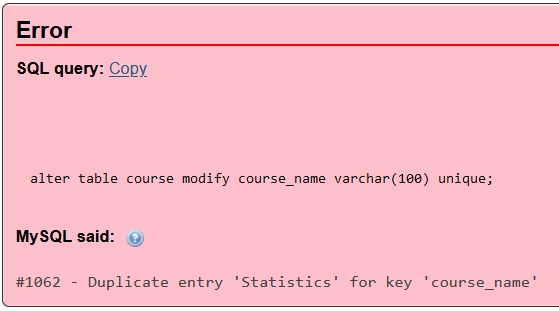 Error
SQL query: Copy
alter table course modify course_name varchar(100) unique;
MySQL said:
#1062 - Duplicate entry 'Statistics' for key 'course_name'